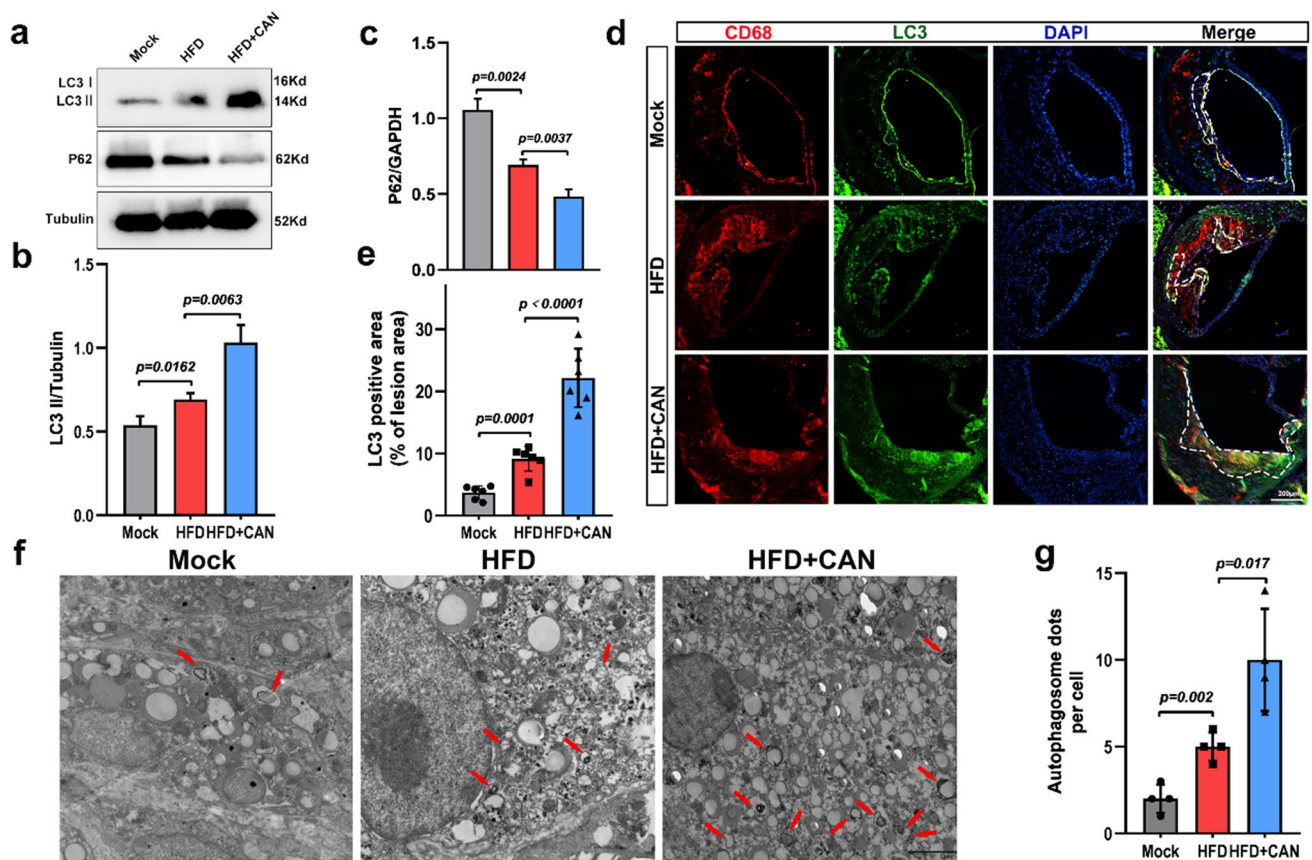 a
Mock
HFD
HFD+CAN
LC3 Ⅰ
16Kd
LC3 Ⅱ
14Kd
P62
62Kd
Tubulin
52Kd
b
1.5
p=0.0063
1.0
p=0.0162
0.5
0.0
LC3 II/Tubulin
Mock
HFD
HFD+CAN
c
1.5
p=0.0024
1.0
p=0.0037
0.5
0.0
P62/GAPDH
e
p＜0.0001
30
20
p=0.0001
10
0
LC3 positive area
(% of lesion area)
Mock
HFD
HFD+CAN
d
CD68
LC3
DAPI
Merge
Mock
HFD
HFD+CAN
200μm
f
Mock
HFD
HFD+CAN
g
15
p=0.017
10
p=0.002
5
0
Autophagosome dots
per cell
Mock
HFD
HFD+CAN